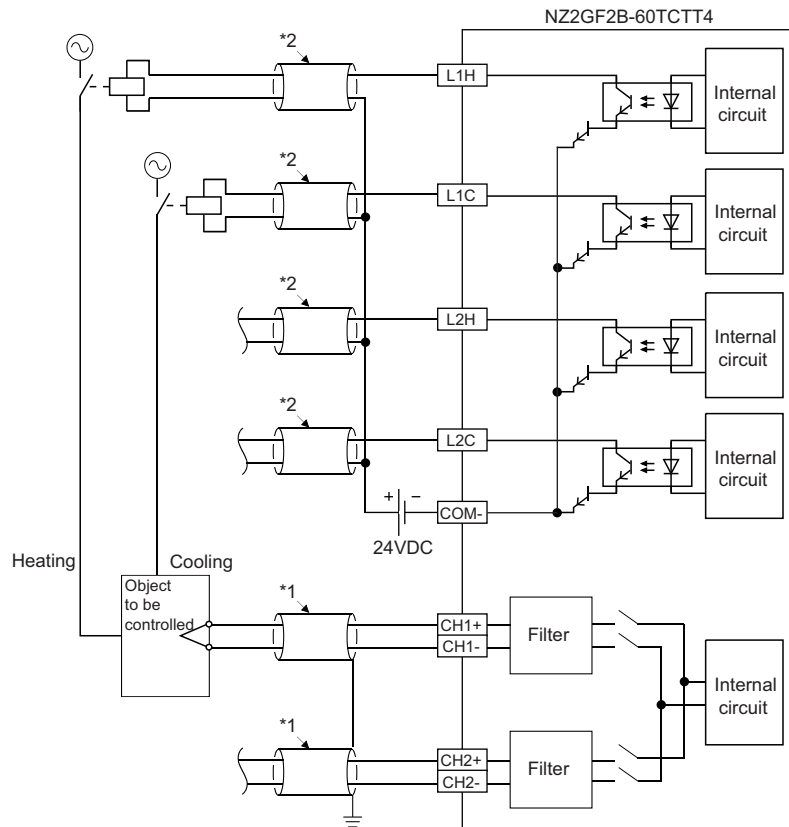 NZ2GF2B-60TCTT4
*2
L1H
Internal
circuit
*2
L1C
Internal
circuit
*2
L2H
Internal
circuit
*2
L2C
Internal
circuit
+ −
COM-
24VDC
Heating
Cooling
Object
to be
controlled
*1
CH1+
CH1-
Filter
Internal
circuit
*1
CH2+
CH2-
Filter